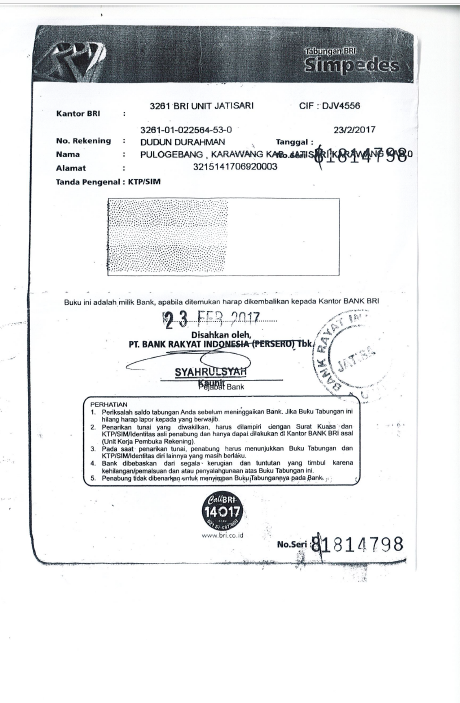 Tabungan BRI
Simpedes
Kantor BRI : 3261 BRI UNIT JATISARI CIF : DJV4556
3261-01-022564-53-0 23/2/2017
No. Rekening : DUDUN DURAHMAN Tanggal :
Nama : PULOGEBANG , KARAWANG KAB. JATISARI KARAWANG No.seri 81814798
Alamat : 3215141706920003
Tanda Pengenal : KTP/SIM
Buku ini adalah milik Bank, apabila ditemukan harap dikembalikan kepada Kantor BANK BRI
23 FEB 2017
Disahkan oleh,
PT. BANK RAKYAT INDONESIA (PERSERO) Tbk.
SYAHRULSYAH
Kaunit
Pejabat Bank
BANK RAYAT
PERHATIAN
1. Periksalah saldo tabungan Anda sebelum meninggalkan Bank. Jika Buku Tabungan ini
hilang harap lapor kepada yang berwajib.
2. Penarikan tunai yang diwakilkan, harus dilampiri dengan Surat Kuasa dan
KTP/SIM/Identitas asli penabung dan hanya dapat dilakukan di Kantor BANK BRI asal
(Unit Kerja Pembuka Rekening).
3. Pada saat penarikan tunai, penabung harus menunjukkan Buku Tabungan dan
KTP/SIM/identitas diri lainnya yang masih berlaku.
4. Bank dibebaskan dari segala kerugian dan tuntutan yang timbul karena
kehilangan/pemalsuan dan atau penyalahgunaan atas Buku Tabungan ini.
5. Penabung tidak dibenarkan untuk menyimpan Buku Tabungannya pada Bank.
Call BRI
14017
www.bri.co.id
No.Seri : 81814798